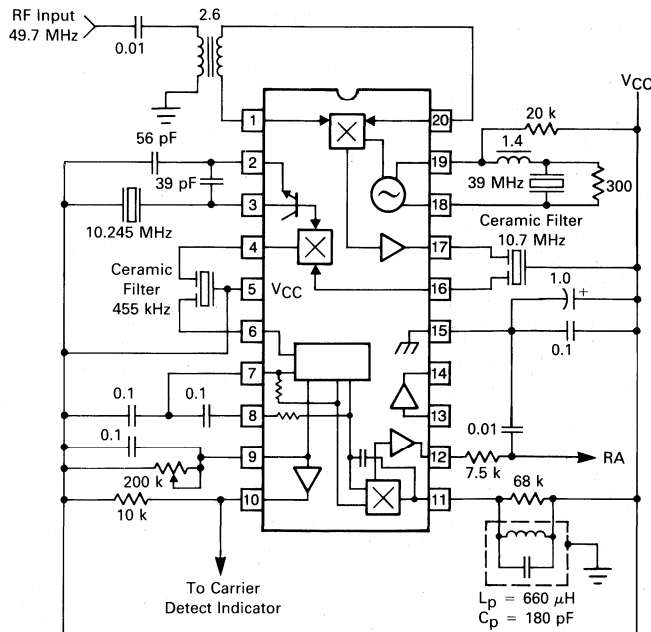 RF Input
49.7 MHz
0.01
2.6
VCC
1
20
20 k
56 pF
2
19
1.4
39 pF
39 MHz
300
3
18
10.245 MHz
Ceramic Filter
10.7 MHz
4
17
Ceramic
Filter
455 kHz
5
VCC
16
1.0
+
6
15
0.1
7
14
0.1
0.1
8
13
0.01
0.1
9
12
7.5 k
RA
200 k
10
11
68 k
10 k
To Carrier
Detect Indicator
Lp = 660 μH
Cp = 180 pF